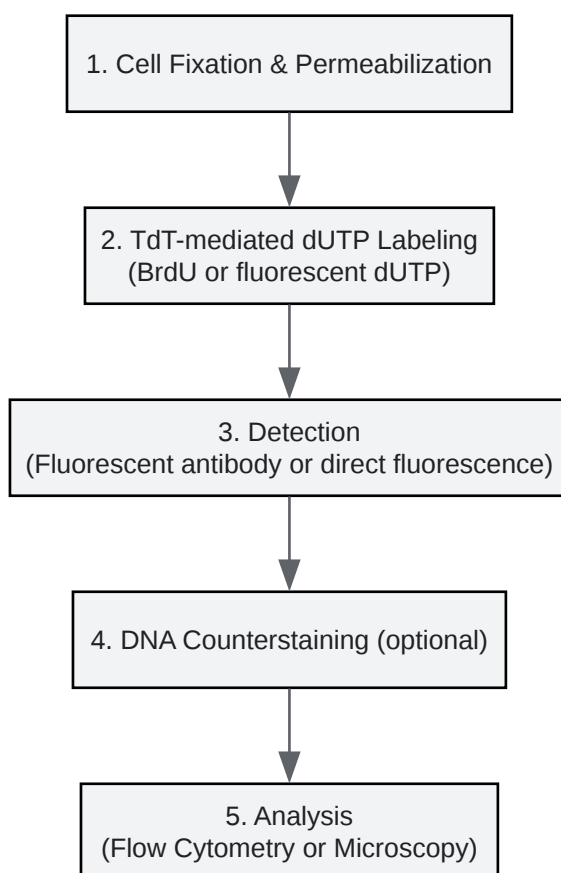 1. Cell Fixation & Permeabilization
2. TdT-mediated dUTP Labeling
(BrdU or fluorescent dUTP)
3. Detection
(Fluorescent antibody or direct fluorescence)
4. DNA Counterstaining (optional)
5. Analysis
(Flow Cytometry or Microscopy)